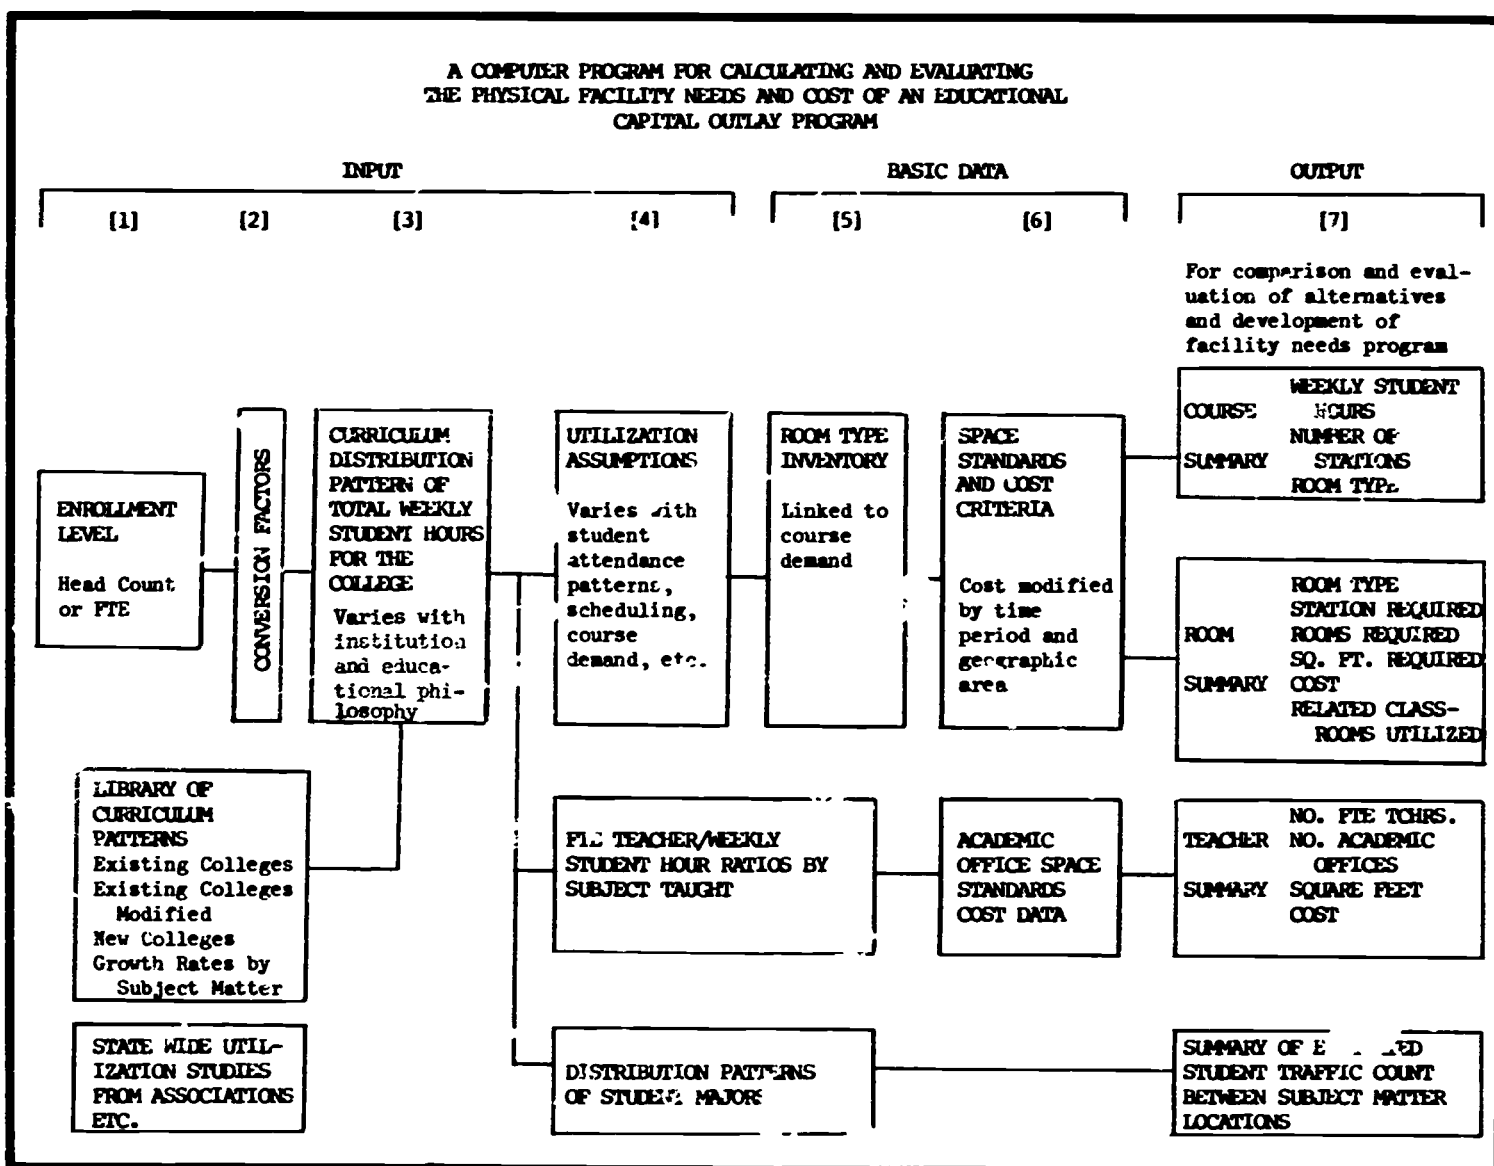 A COMPUTER PROGRAM FOR CALCULATING AND EVALUATING
THE PHYSICAL FACILITY NEEDS AND COST OF AN EDUCATIONAL
CAPITAL OUTLAY PROGRAM
INPUT
BASIC DATA
OUTPUT
[1] [2] [3] [4] [5] [6] [7]
For comparison and eval-
uation of alternatives
and development of
facility needs program
ENROLLMENT
LEVEL
Head Count
or FTE
CONVERSION FACTORS
CURRICULUM
DISTRIBUTION
PATTERN OF
TOTAL WEEKLY
STUDENT HOURS
FOR THE
COLLEGE
Varies with
institution
and educa-
tional phi-
losophy
UTILIZATION
ASSUMPTIONS
Varies with
student
attendance
patterns,
scheduling,
course
demand, etc.
ROOM TYPE
INVENTORY
Linked to
course
demand
SPACE
STANDARDS
AND COST
CRITERIA
Cost modified
by time
period and
geographic
area
WEEKLY STUDENT
COURSE HOURS
NUMBER OF
SUMMARY STATIONS
ROOM TYPE
ROOM TYPE
STATION REQUIRED
ROOM ROOMS REQUIRED
SQ. FT. REQUIRED
SUMMARY COST
RELATED CLASS-
ROOMS UTILIZED
LIBRARY OF
CURRICULUM
PATTERNS
Existing Colleges
Existing Colleges
Modified
New Colleges
Growth Rates by
Subject Matter
FTE TEACHER/WEEKLY
STUDENT HOUR RATIOS BY
SUBJECT TAUGHT
ACADEMIC
OFFICE SPACE
STANDARDS
COST DATA
NO. FTE TCHRS.
TEACHER NO. ACADEMIC
OFFICES
SUMMARY SQUARE FEET
COST
STATE WIDE UTIL-
IZATION STUDIES
FROM ASSOCIATIONS
ETC.
DISTRIBUTION PATTERNS
OF STUDENT MAJORS
SUMMARY OF
STUDENT TRAFFIC COUNT
BETWEEN SUBJECT MATTER
LOCATIONS